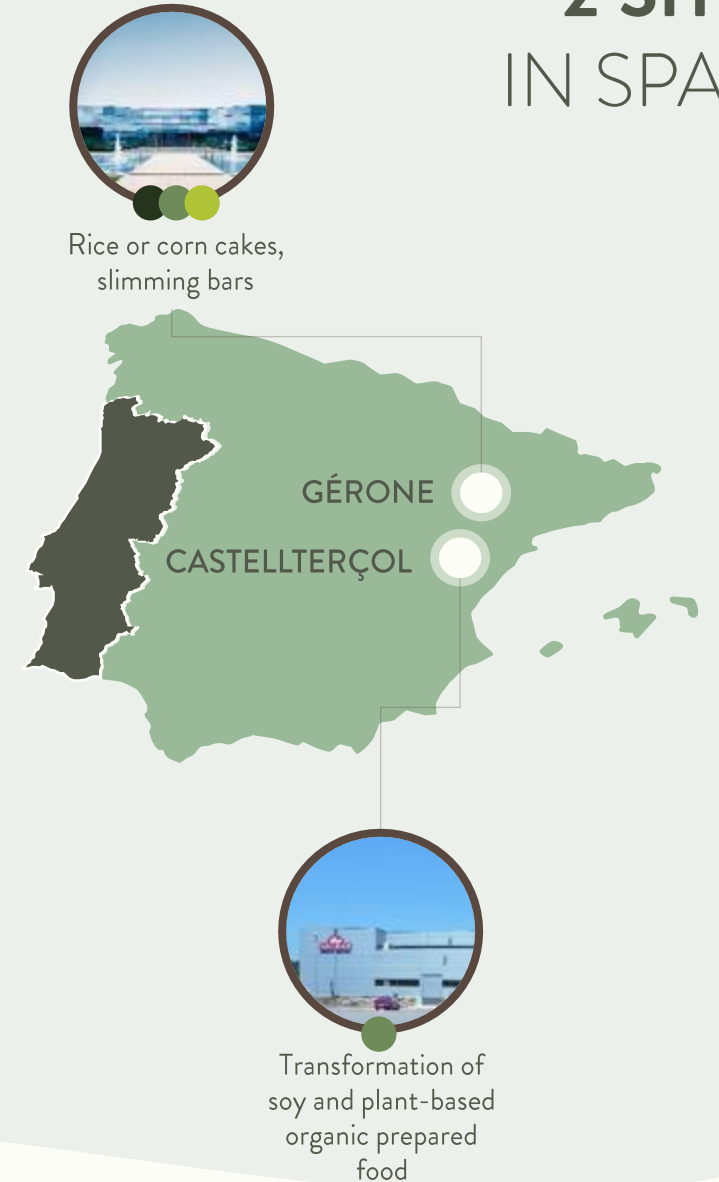 IN SPA
Rice or corn cakes,
slimming bars
GÉRONE
CASTELLTERÇOL
Transformation of
soy and plant-based
organic prepared
food